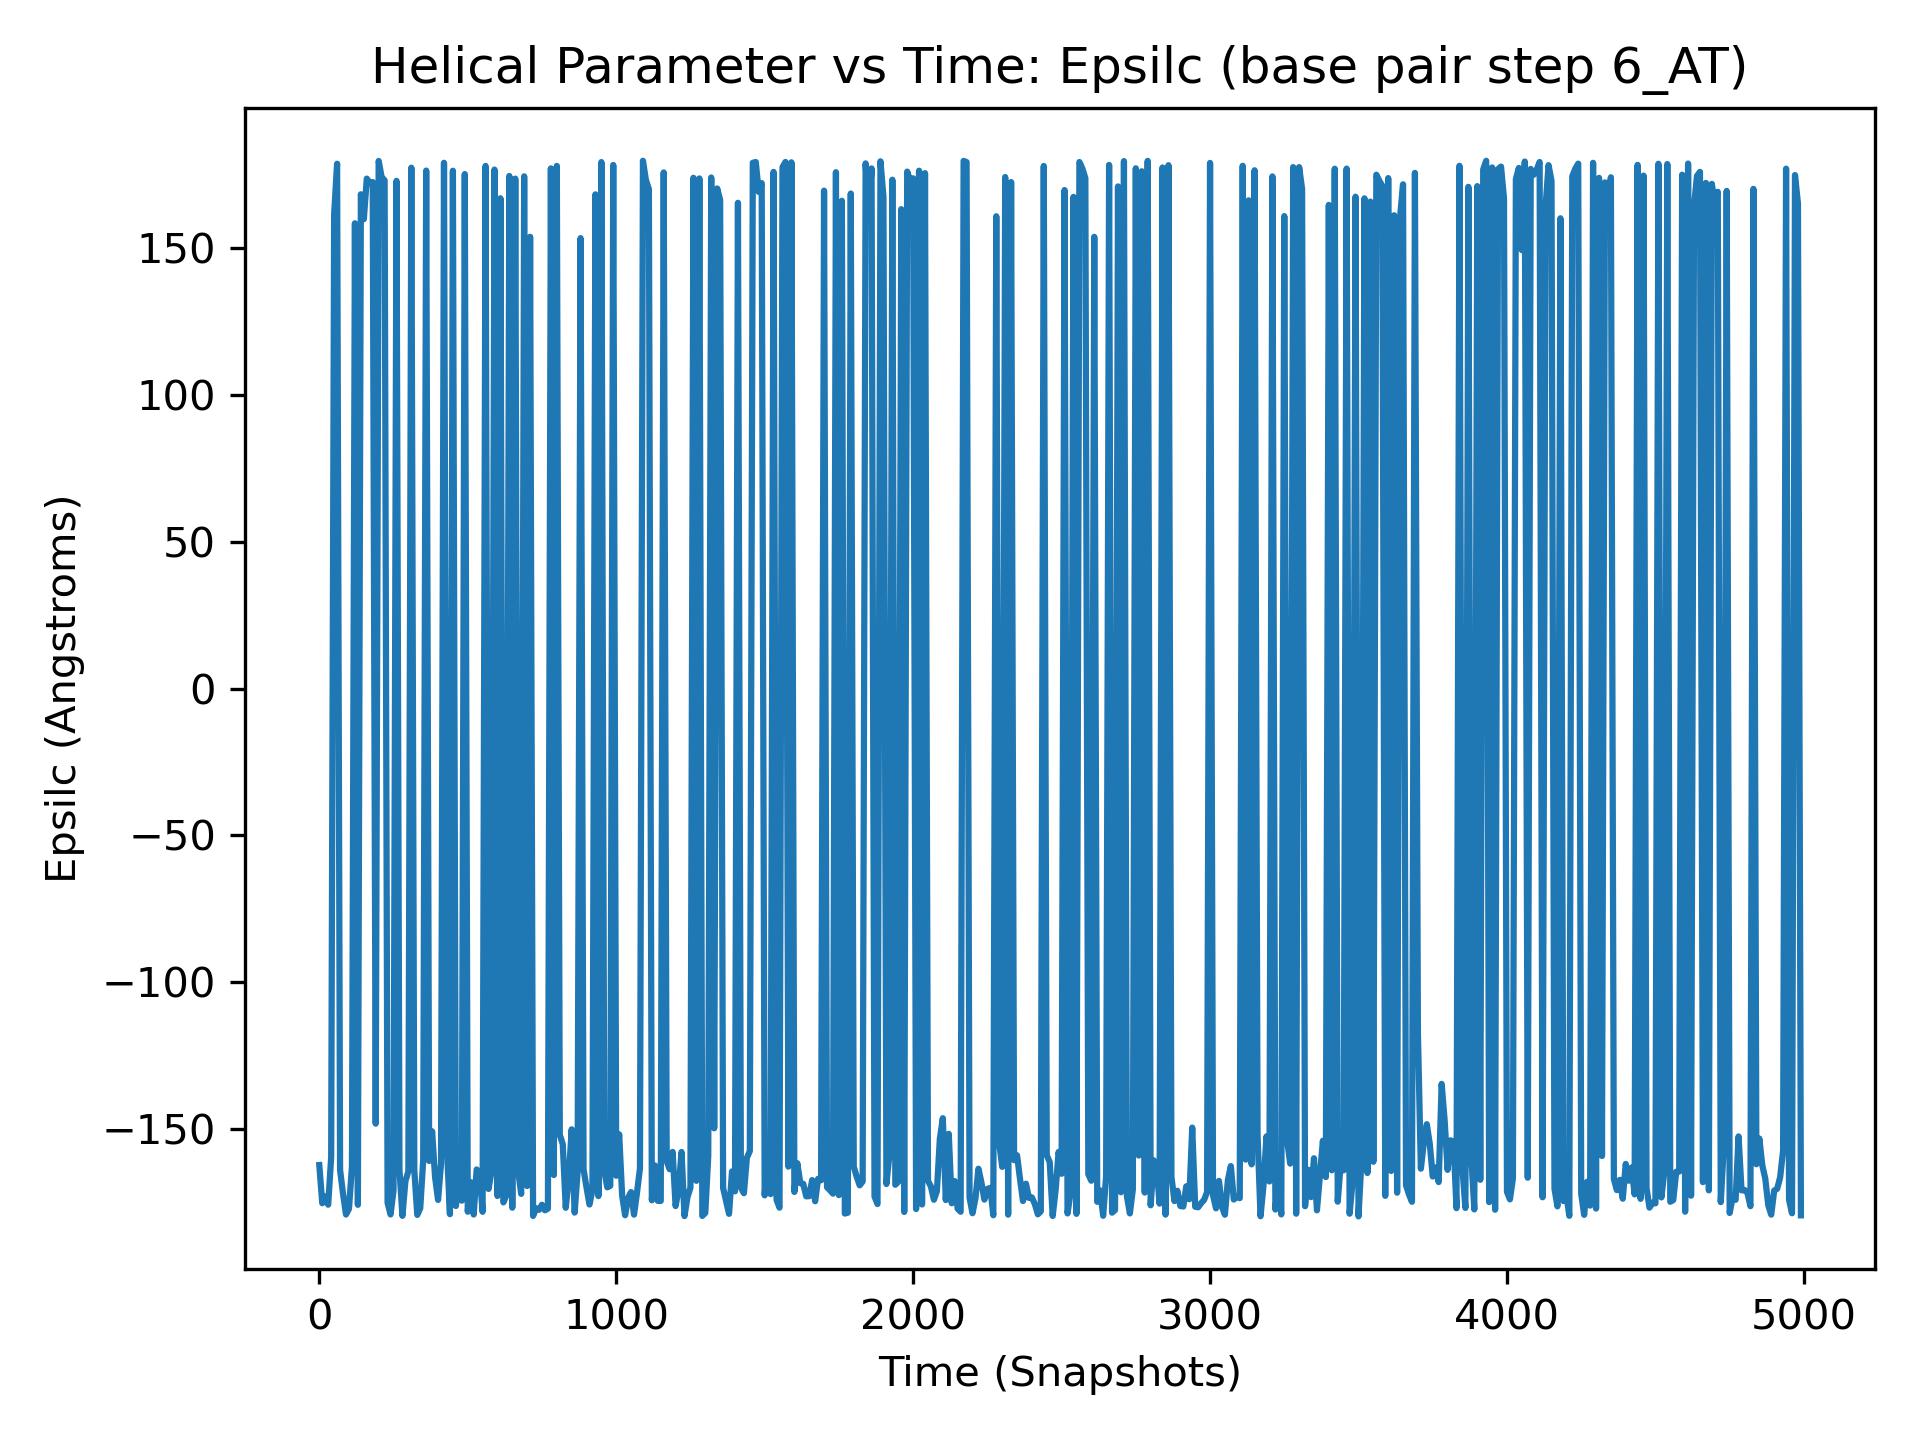 Helical Parameter vs Time: Epsilc (base pair step 6_AT)
Epsilc (Angstroms)
150
100
50
0
−50
−100
−150
0 1000 2000 3000 4000 5000
Time (Snapshots)